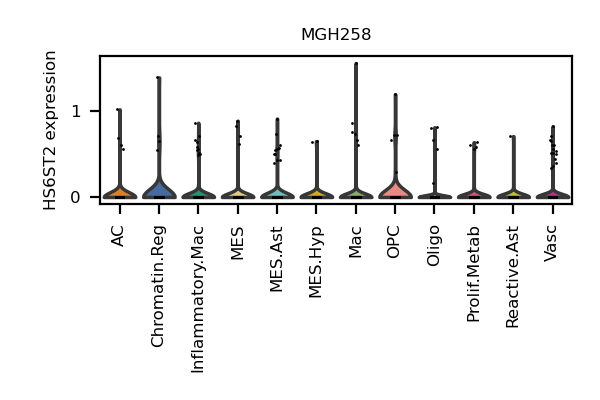 MGH258
HS6ST2 expression
1
0
AC
Chromatin.Reg
Inflammatory.Mac
MES
MES.Ast
MES.Hyp
Mac
OPC
Oligo
Prolif.Metab
Reactive.Ast
Vasc